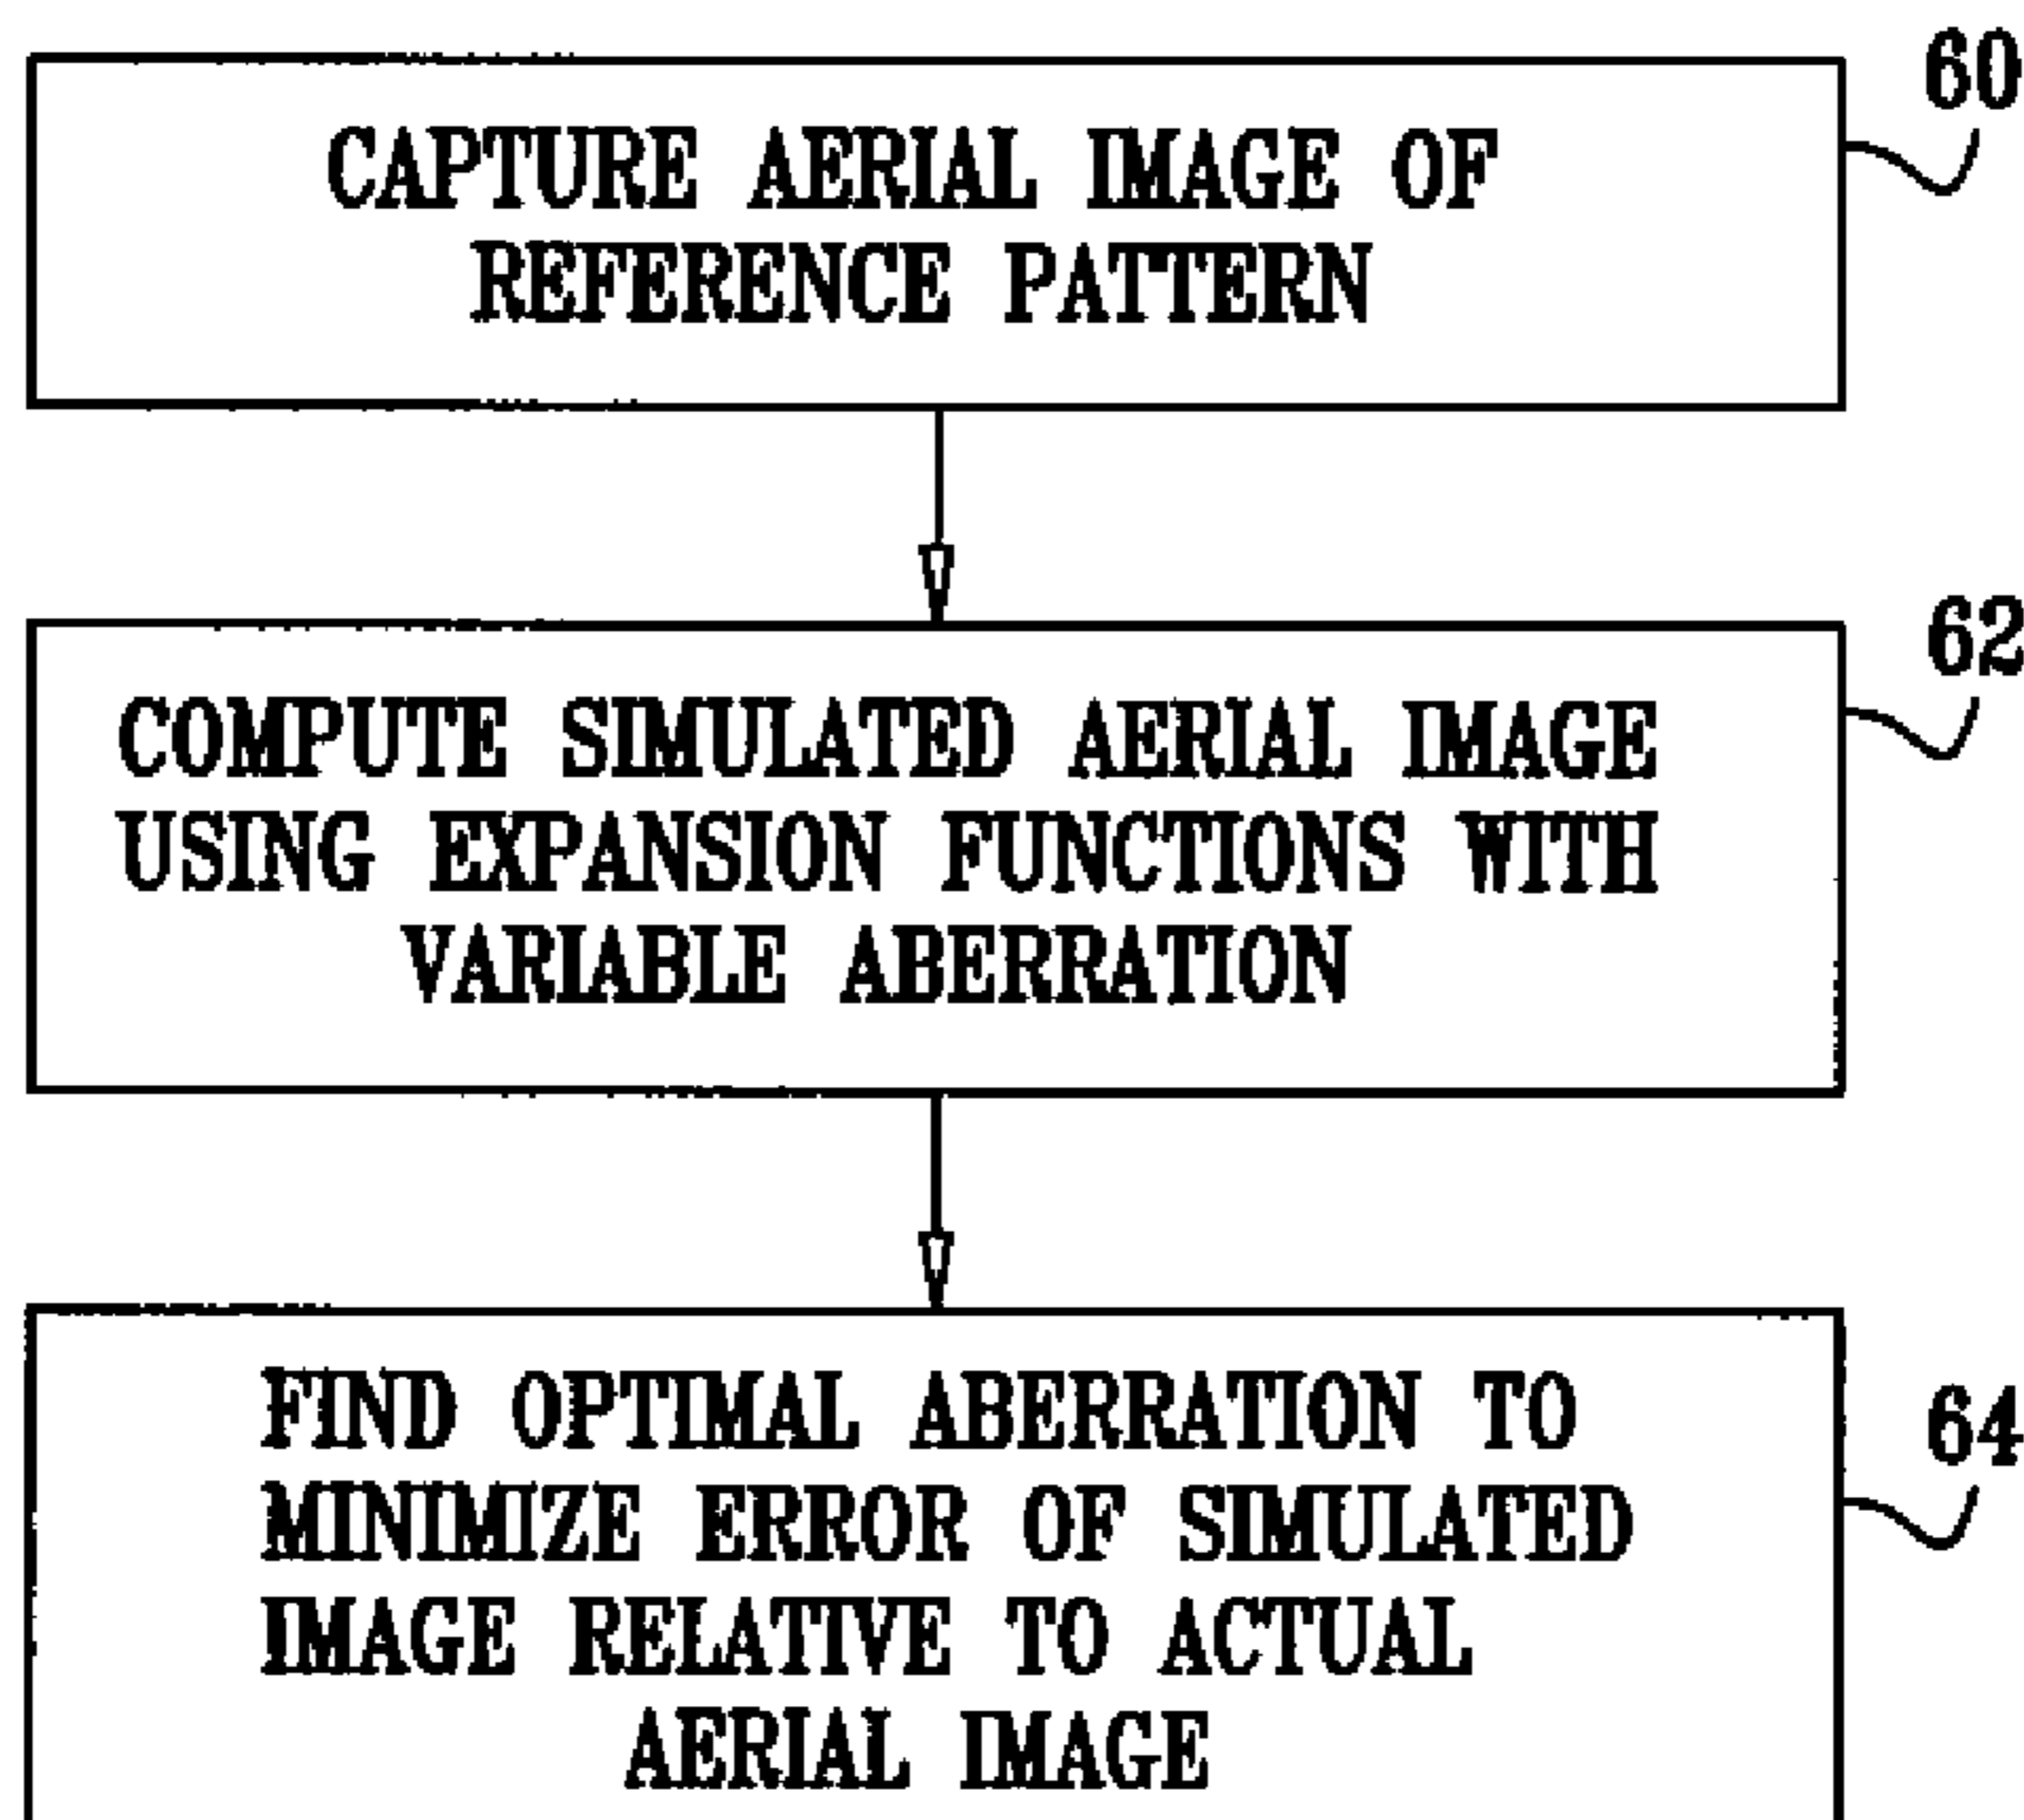 60
CAPTURE AERIAL IMAGE OF
REFERENCE PATTERN
62
COMPUTE SIMULATED AERIAL IMAGE
USING EXPANSION FUNCTIONS WITH
VARIABLE ABERRATION
64
FIND OPTIMAL ABERRATION TO
MINIMIZE ERROR OF SIMULATED
IMAGE RELATIVE TO ACTUAL
AERIAL IMAGE